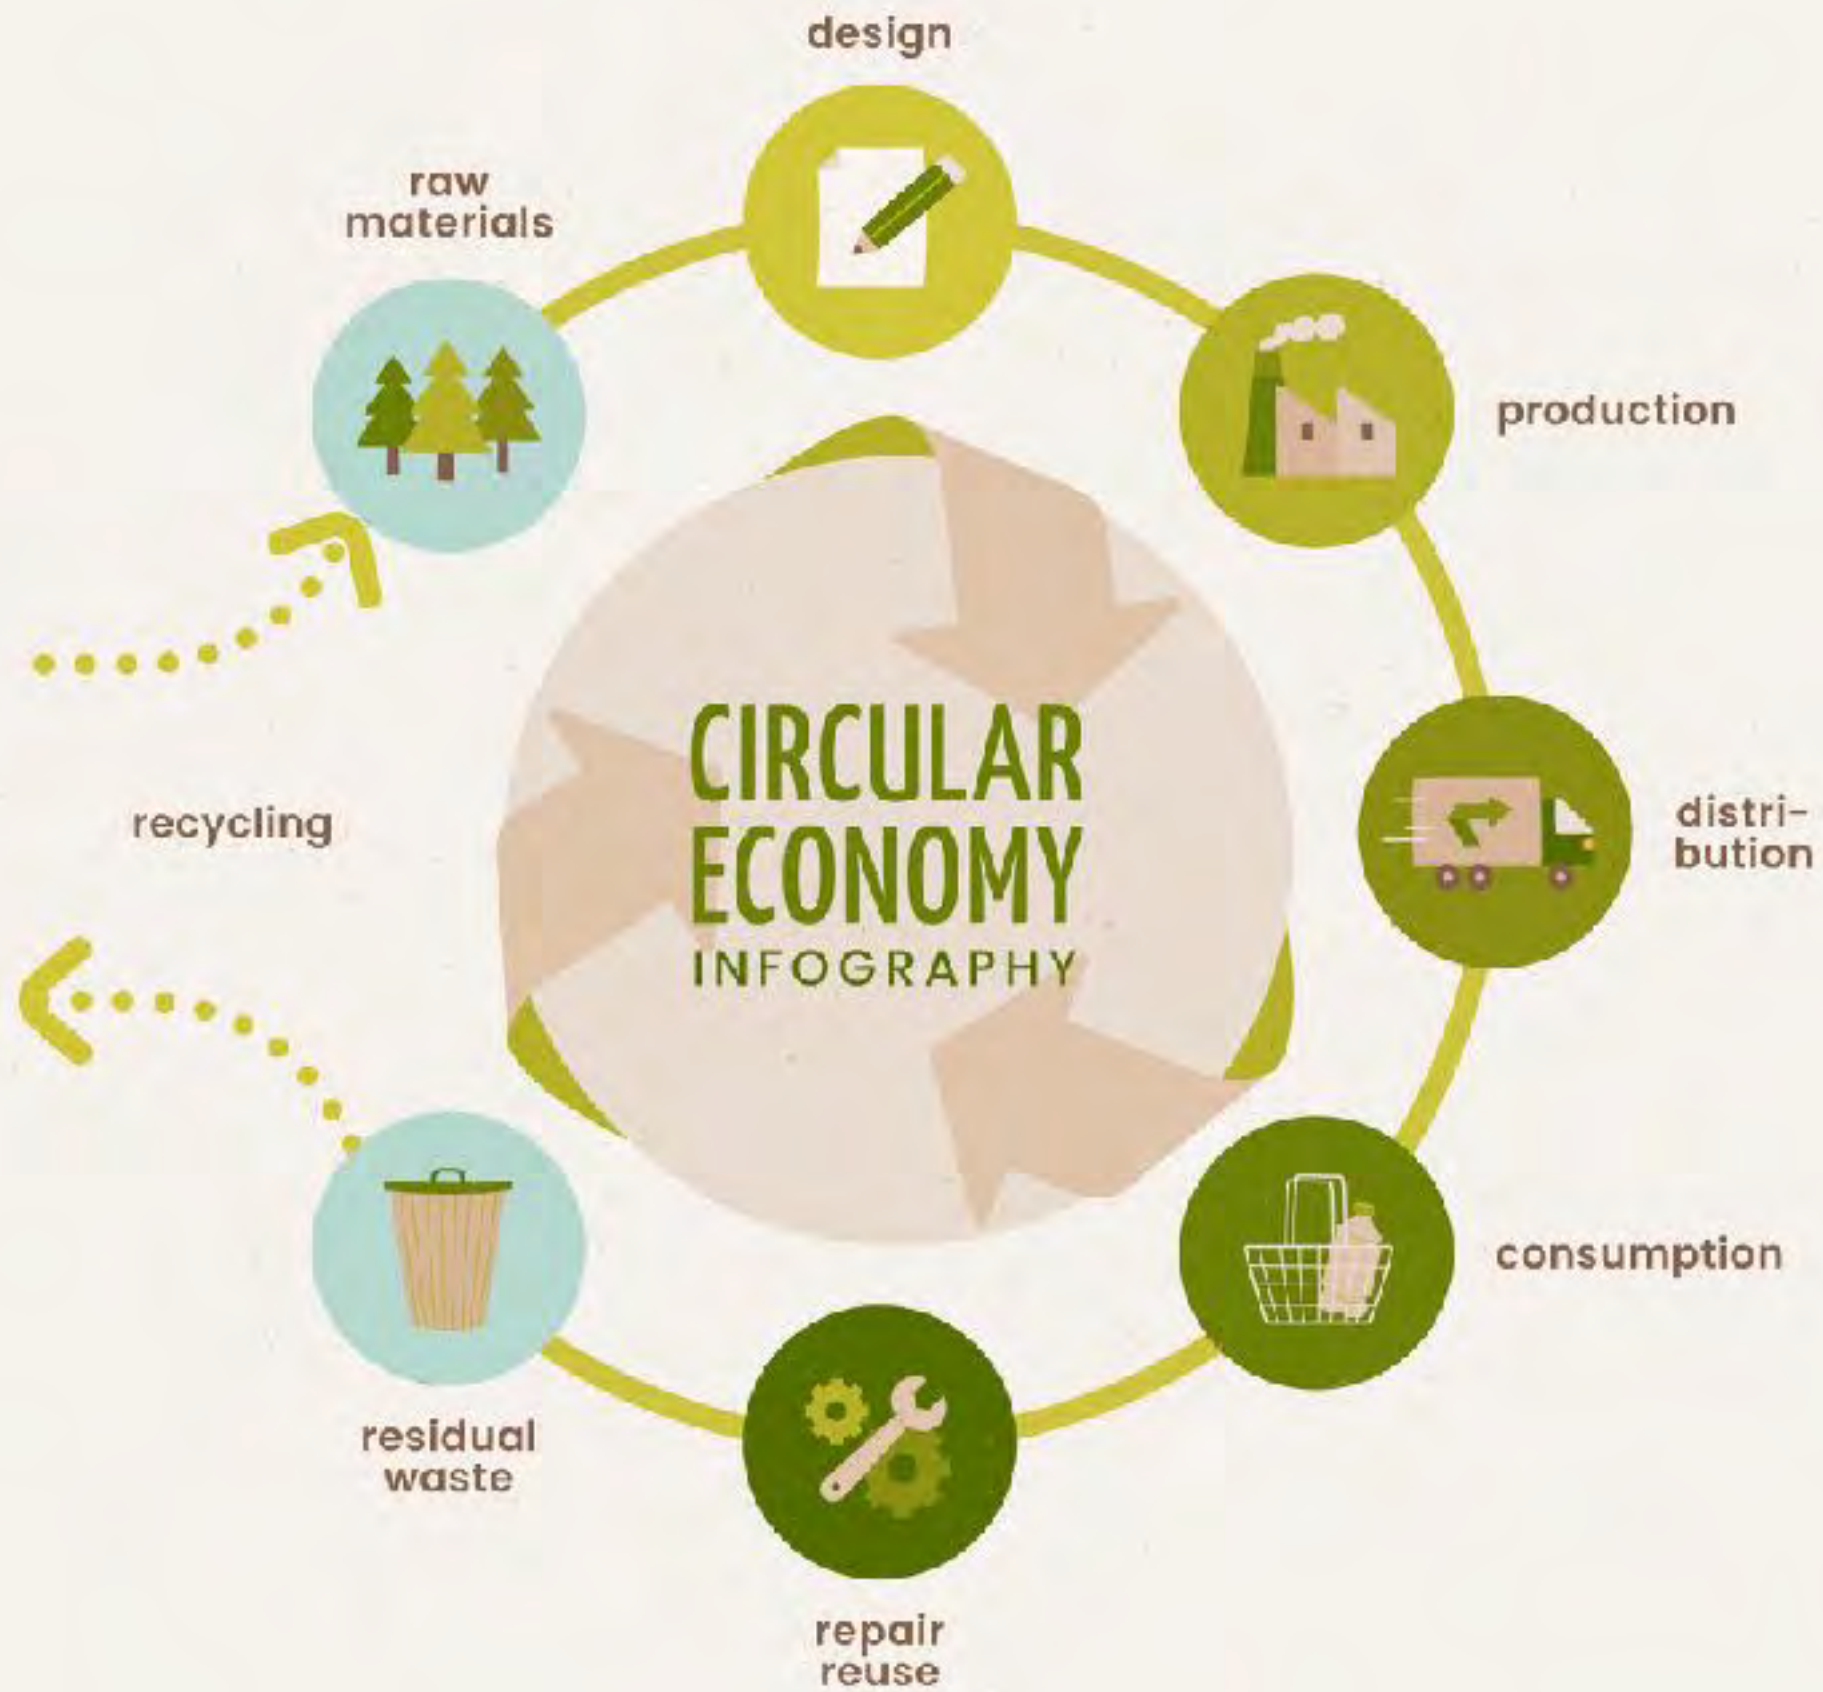 design
raw
materials
production
recycling
CIRCULAR
ECONOMY
INFOGRAPHY
distri-
bution
consumption
residual
waste
repair
reuse